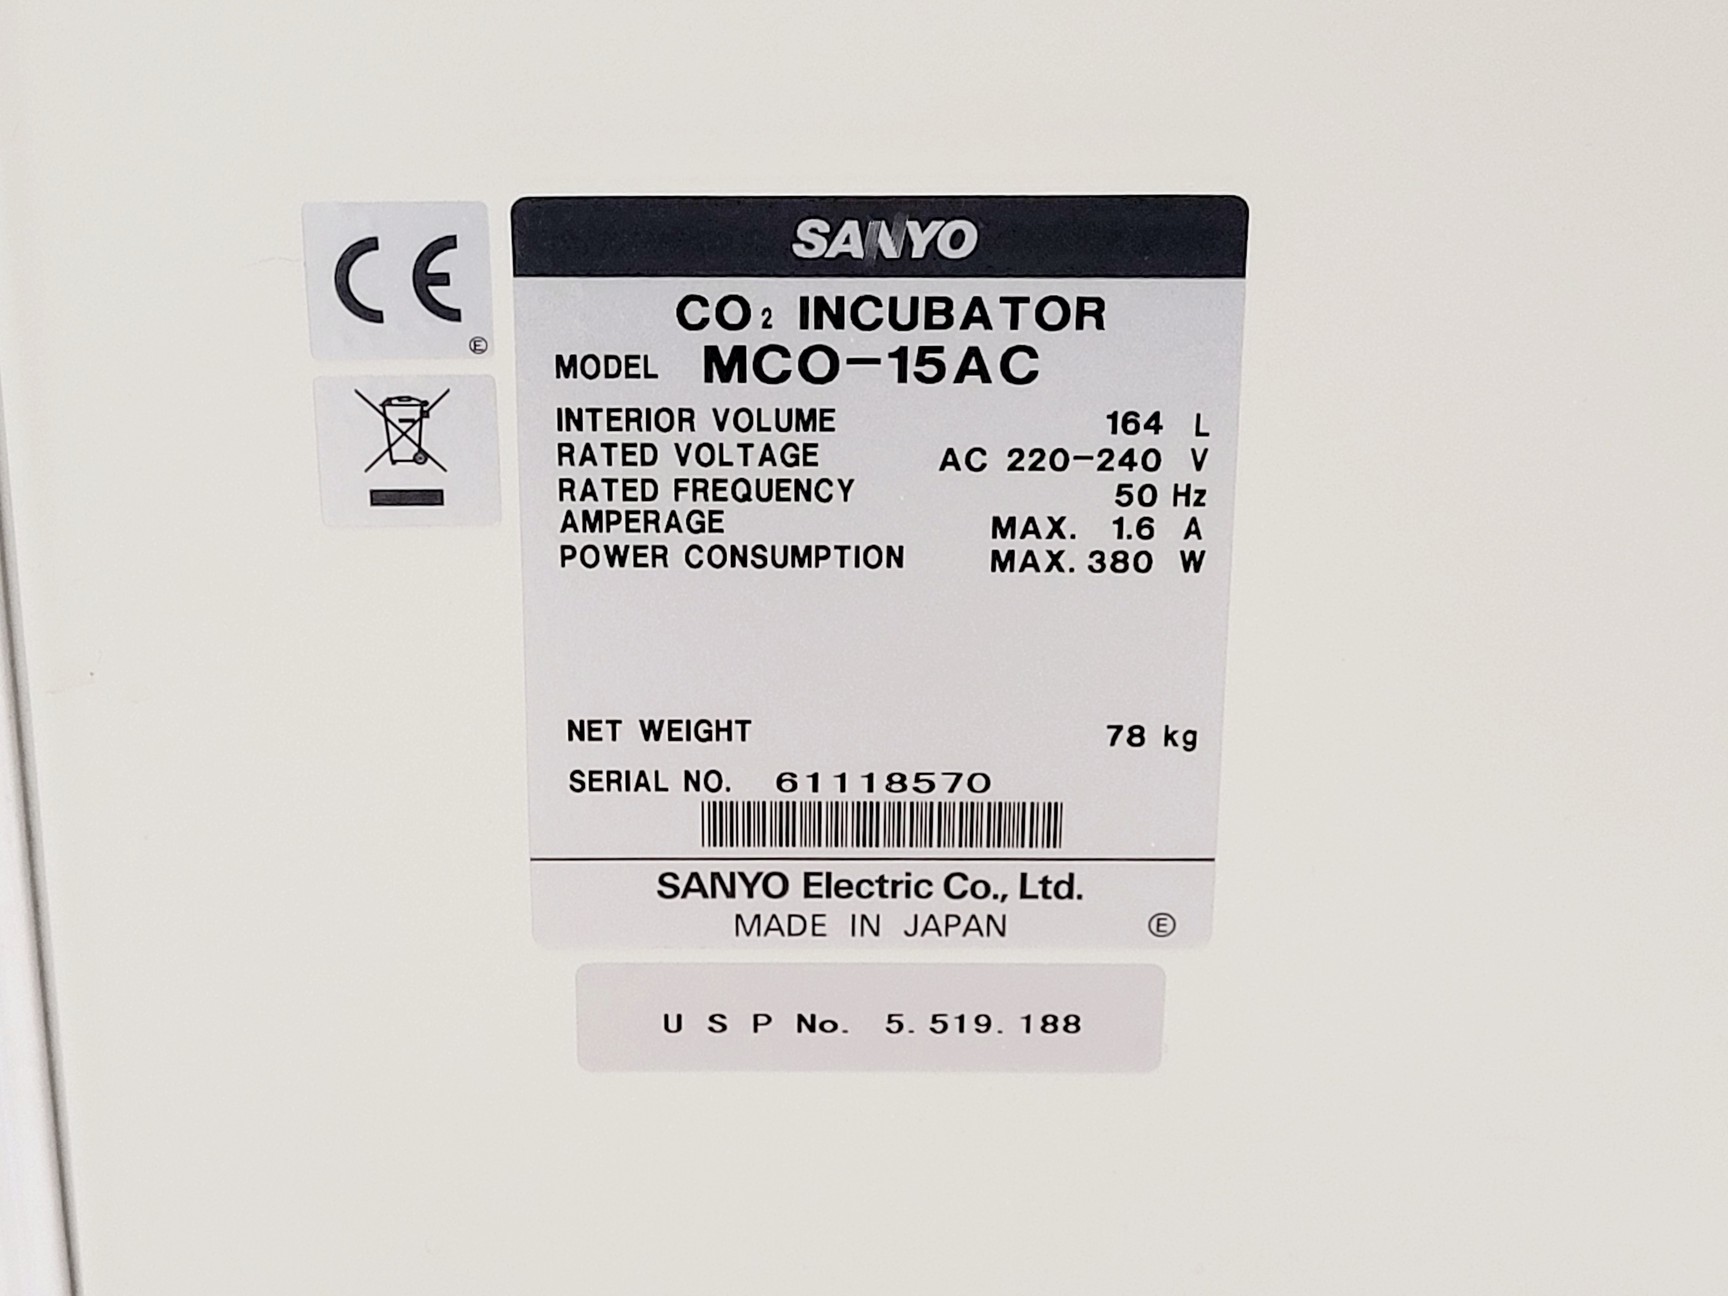 CE
Ⓔ
SANYO
CO₂ INCUBATOR
MODEL MCO-15AC
INTERIOR VOLUME 164 L
RATED VOLTAGE AC 220-240 V
RATED FREQUENCY 50 Hz
AMPERAGE MAX. 1.6 A
POWER CONSUMPTION MAX. 380 W
NET WEIGHT 78 kg
SERIAL NO. 61118570
SANYO Electric Co., Ltd.
MADE IN JAPAN Ⓔ
U S P No. 5. 519. 188